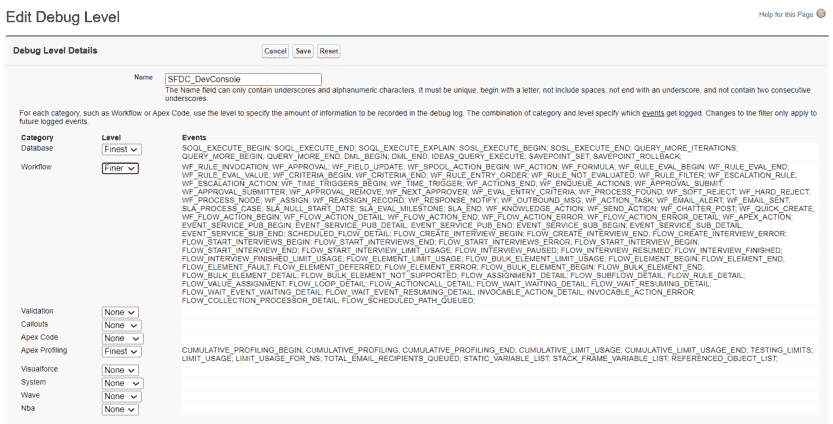 Edit Debug Level
Help for this Page
Debug Level Details
Cancel Save Reset
Name SFDC_DevConsole
The Name field can only contain underscores and alphanumeric characters. It must be unique, begin with a letter, not include spaces, not end with an underscore, and not contain two consecutive
underscores.
For each category, such as Workflow or Apex Code, use the level to specify the amount of information to be recorded in the debug log. The combination of category and level specify which events get logged. Changes to the filter only apply to
future logged events.
Category Level Events
Database Finest SOQL_EXECUTE_BEGIN; SOQL_EXECUTE_END; SOQL_EXECUTE_EXPLAIN; SOSL_EXECUTE_BEGIN; SOSL_EXECUTE_END; QUERY_MORE_ITERATIONS;
QUERY_MORE_BEGIN; QUERY_MORE_END; DML_BEGIN; DML_END; IDEAS_QUERY_EXECUTE; SAVEPOINT_SET; SAVEPOINT_ROLLBACK;
Workflow Finer WF_RULE_INVOCATION; WF_APPROVAL; WF_FIELD_UPDATE; WF_SPOOL_ACTION_BEGIN; WF_ACTION; WF_FORMULA; WF_RULE_EVAL_BEGIN; WF_RULE_EVAL_END;
WF_RULE_EVAL_VALUE; WF_CRITERIA_BEGIN; WF_CRITERIA_END; WF_RULE_ENTRY_ORDER; WF_RULE_NOT_EVALUATED; WF_RULE_FILTER; WF_ESCALATION_RULE;
WF_ESCALATION_ACTION; WF_TIME_TRIGGERS_BEGIN; WF_TIME_TRIGGER; WF_ACTIONS_END; WF_ENQUEUE_ACTIONS; WF_APPROVAL_SUBMIT;
WF_APPROVAL_SUBMITTER; WF_APPROVAL_REMOVE; WF_NEXT_APPROVER; WF_EVAL_ENTRY_CRITERIA; WF_PROCESS_FOUND; WF_SOFT_REJECT; WF_HARD_REJECT;
WF_PROCESS_NODE; WF_ASSIGN; WF_REASSIGN_RECORD; WF_RESPONSE_NOTIFY; WF_OUTBOUND_MSG; WF_ACTION_TASK; WF_EMAIL_ALERT; WF_EMAIL_SENT;
SLA_PROCESS_CASE; SLA_NULL_START_DATE; SLA_EVAL_MILESTONE; SLA_END; WF_KNOWLEDGE_ACTION; WF_SEND_ACTION; WF_CHATTER_POST; WF_QUICK_CREATE;
WF_FLOW_ACTION_BEGIN; WF_FLOW_ACTION_DETAIL; WF_FLOW_ACTION_END; WF_FLOW_ACTION_ERROR; WF_FLOW_ACTION_ERROR_DETAIL; WF_APEX_ACTION;
EVENT_SERVICE_PUB_BEGIN; EVENT_SERVICE_PUB_DETAIL; EVENT_SERVICE_PUB_END; EVENT_SERVICE_SUB_BEGIN; EVENT_SERVICE_SUB_DETAIL;
EVENT_SERVICE_SUB_END; SCHEDULED_FLOW_DETAIL; FLOW_CREATE_INTERVIEW_BEGIN; FLOW_CREATE_INTERVIEW_END; FLOW_CREATE_INTERVIEW_ERROR;
FLOW_START_INTERVIEWS_BEGIN; FLOW_START_INTERVIEWS_END; FLOW_START_INTERVIEWS_ERROR; FLOW_START_INTERVIEW_BEGIN;
FLOW_START_INTERVIEW_END; FLOW_START_INTERVIEW_LIMIT_USAGE; FLOW_INTERVIEW_PAUSED; FLOW_INTERVIEW_RESUMED; FLOW_INTERVIEW_FINISHED;
FLOW_INTERVIEW_FINISHED_LIMIT_USAGE; FLOW_ELEMENT_LIMIT_USAGE; FLOW_BULK_ELEMENT_LIMIT_USAGE; FLOW_ELEMENT_BEGIN; FLOW_ELEMENT_END;
FLOW_ELEMENT_FAULT; FLOW_ELEMENT_DEFERRED; FLOW_ELEMENT_ERROR; FLOW_BULK_ELEMENT_BEGIN; FLOW_BULK_ELEMENT_END;
FLOW_BULK_ELEMENT_DETAIL; FLOW_BULK_ELEMENT_NOT_SUPPORTED; FLOW_ASSIGNMENT_DETAIL; FLOW_SUBFLOW_DETAIL; FLOW_RULE_DETAIL;
FLOW_VALUE_ASSIGNMENT; FLOW_LOOP_DETAIL; FLOW_ACTIONCALL_DETAIL; FLOW_WAIT_WAITING_DETAIL; FLOW_WAIT_RESUMING_DETAIL;
FLOW_WAIT_EVENT_WAITING_DETAIL; FLOW_WAIT_EVENT_RESUMING_DETAIL; INVOCABLE_ACTION_DETAIL; INVOCABLE_ACTION_ERROR;
FLOW_COLLECTION_PROCESSOR_DETAIL; FLOW_SCHEDULED_PATH_QUEUED;
Validation None
Callouts None
Apex Code None
Apex Profiling Finest CUMULATIVE_PROFILING_BEGIN; CUMULATIVE_PROFILING; CUMULATIVE_PROFILING_END; CUMULATIVE_LIMIT_USAGE; CUMULATIVE_LIMIT_USAGE_END; TESTING_LIMITS;
LIMIT_USAGE; LIMIT_USAGE_FOR_NS; TOTAL_EMAIL_RECIPIENTS_QUEUED; STATIC_VARIABLE_LIST; STACK_FRAME_VARIABLE_LIST; REFERENCED_OBJECT_LIST;
Visualforce None
System None
Wave None
Nba None